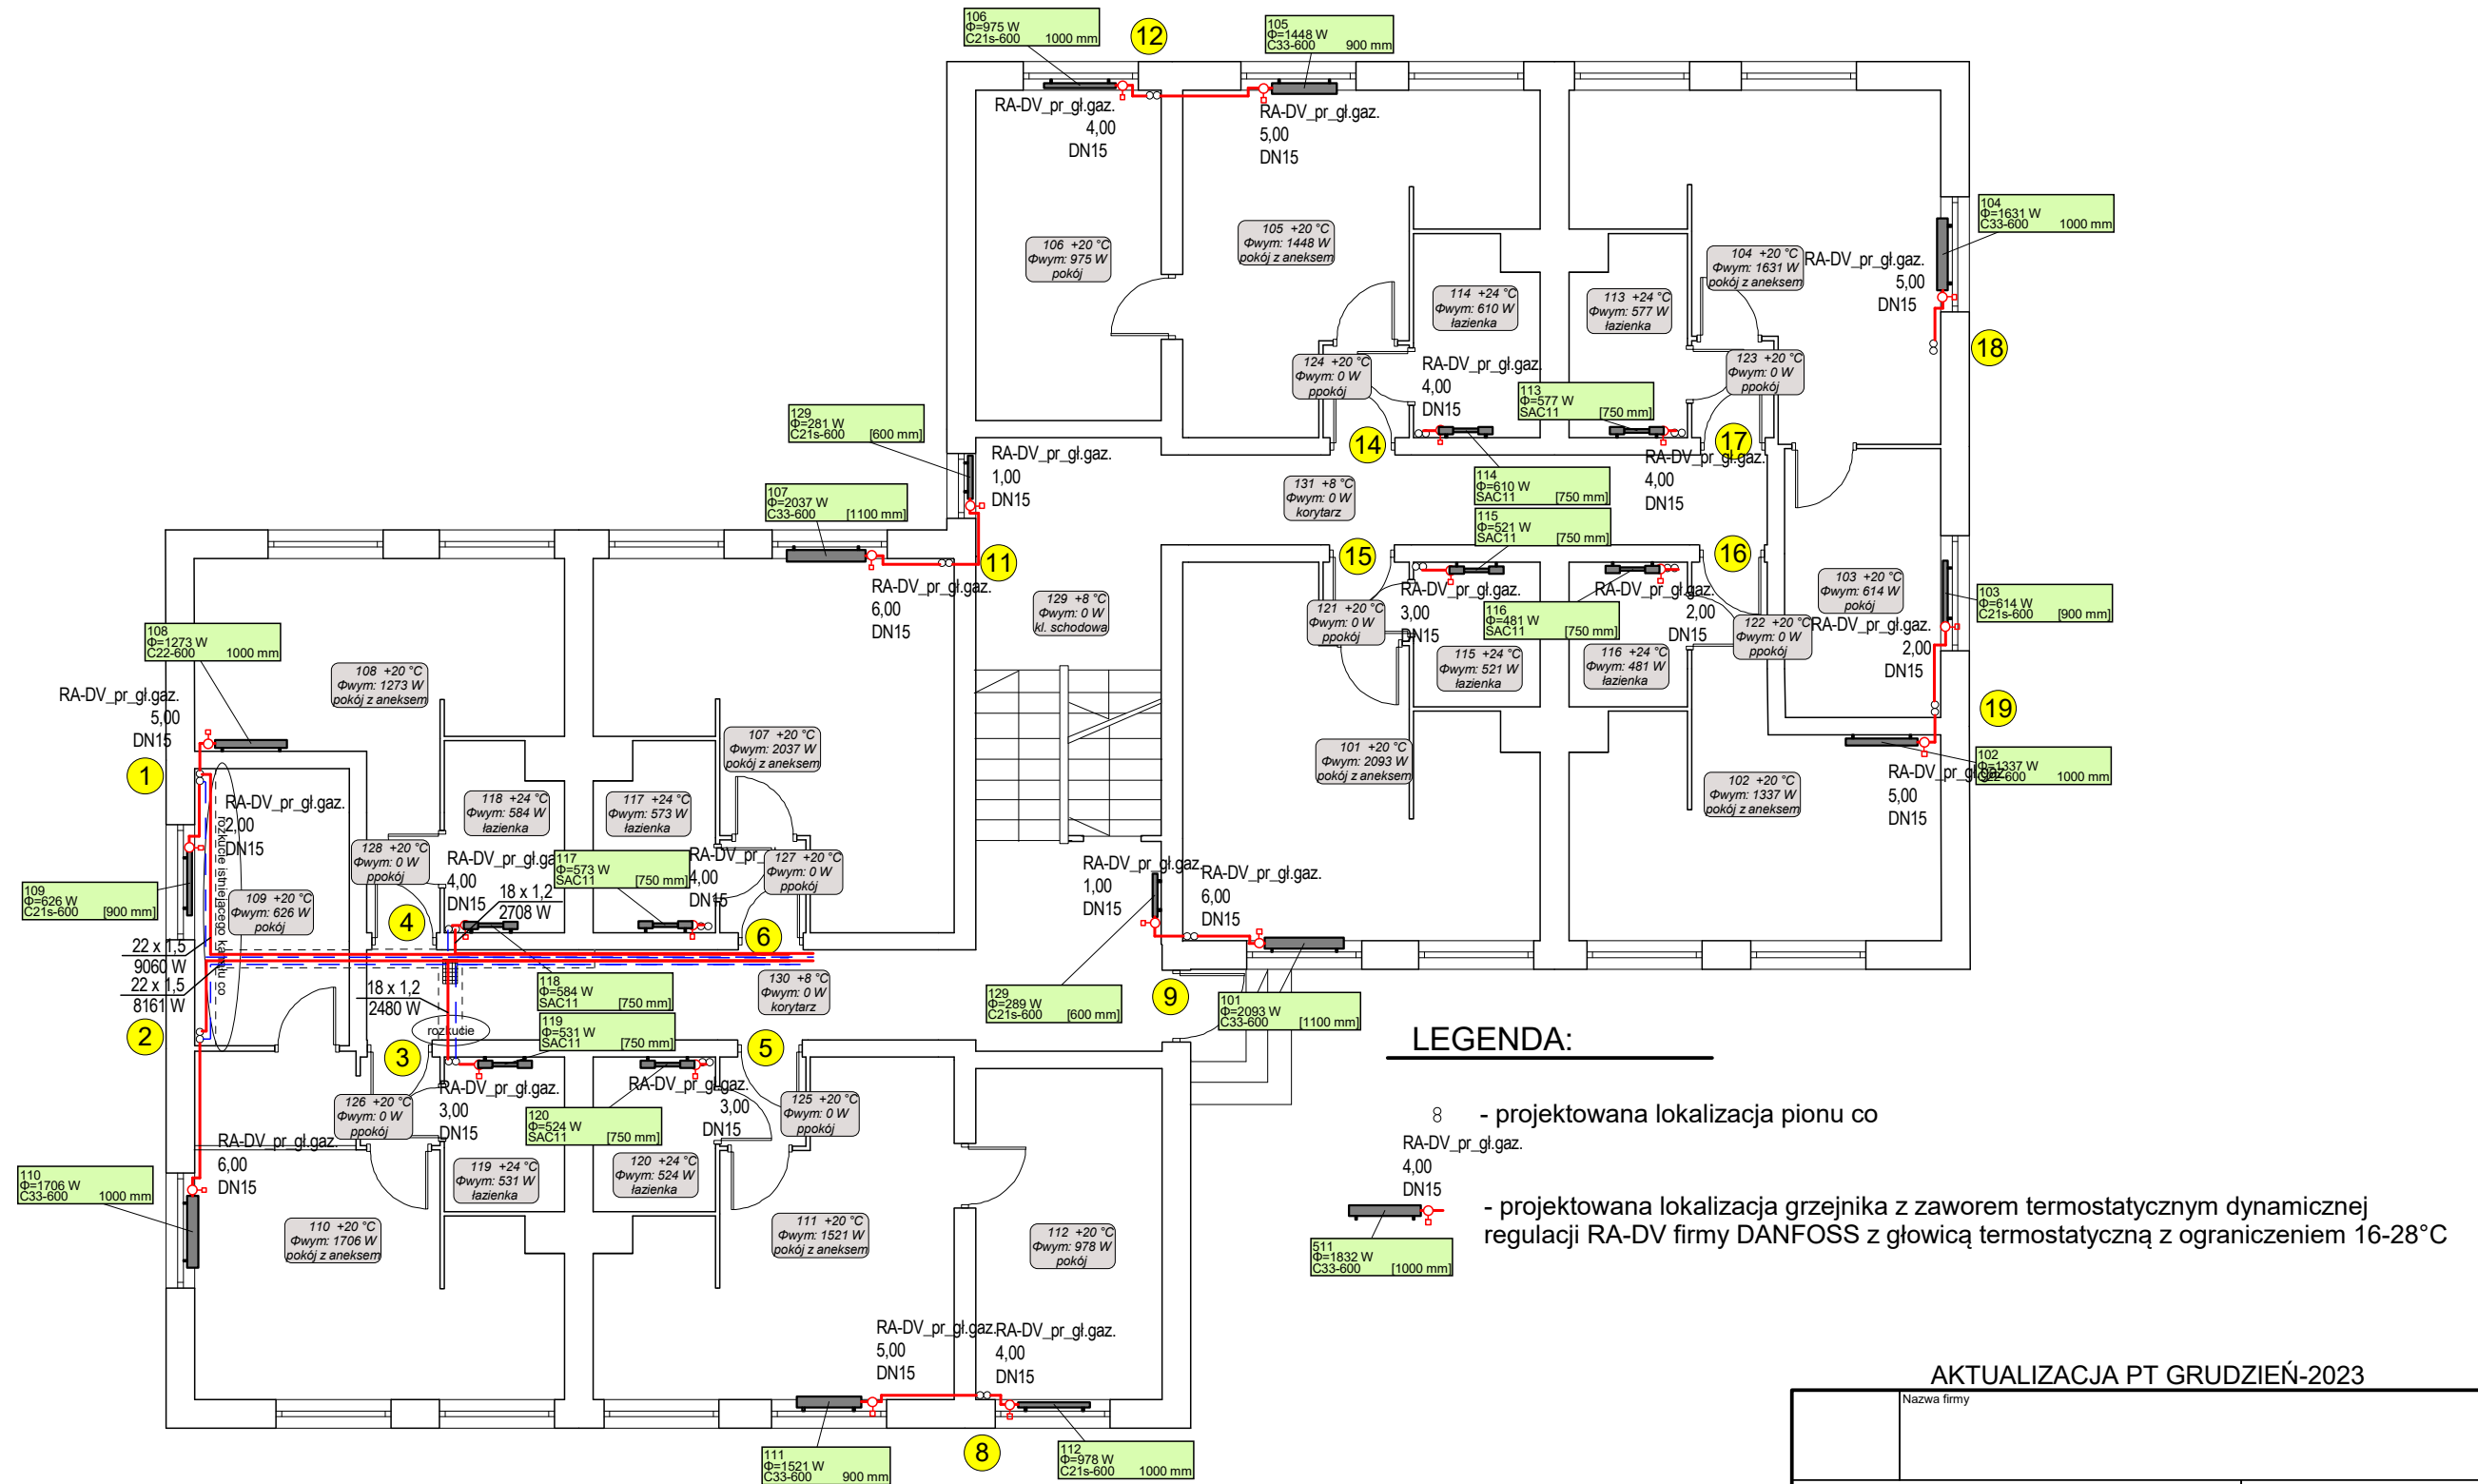 106
Φ=975 W
C21s-600 1000 mm
12
105
Φ=1448 W
C33-600 900 mm
RA-DV_pr_gł.gaz.
4,00
DN15
RA-DV_pr_gł.gaz.
5,00
DN15
104
Φ=1631 W
C33-600 1000 mm
106 +20 °C
Φwym: 975 W
pokój
105 +20 °C
Φwym: 1448 W
pokój z aneksem
104 +20 °C
Φwym: 1631 W
pokój z aneksem
RA-DV_pr_gł.gaz.
5,00
DN15
114 +24 °C
Φwym: 610 W
łazienka
113 +24 °C
Φwym: 577 W
łazienka
18
124 +20 °C
Φwym: 0 W
ppokój
RA-DV_pr_gł.gaz.
4,00
DN15
123 +20 °C
Φwym: 0 W
ppokój
113
Φ=577 W
SAC11 [750 mm]
129
Φ=281 W
C21s-600 [600 mm]
14
17
RA-DV_pr_gł.gaz.
1,00
DN15
RA-DV_pr_gł.gaz.
4,00
DN15
114
Φ=610 W
SAC11 [750 mm]
107
Φ=2037 W
C33-600 [1100 mm]
131 +8 °C
Φwym: 0 W
korytarz
115
Φ=521 W
SAC11 [750 mm]
11
15
16
RA-DV_pr_gł.gaz.
6,00
DN15
129 +8 °C
Φwym: 0 W
kl. schodowa
121 +20 °C
Φwym: 0 W
ppokój
RA-DV_pr_gł.gaz.
3,00
DN15
116
Φ=481 W
SAC11 [750 mm]
RA-DV_pr_gł.gaz.
2,00
DN15
103 +20 °C
Φwym: 614 W
pokój
103
Φ=614 W
C21s-600 [900 mm]
122 +20 °C
Φwym: 0 W
ppokój
RA-DV_pr_gł.gaz.
2,00
DN15
108
Φ=1273 W
C22-600 1000 mm
115 +24 °C
Φwym: 521 W
łazienka
116 +24 °C
Φwym: 481 W
łazienka
108 +20 °C
Φwym: 1273 W
pokój z aneksem
RA-DV_pr_gł.gaz.
5,00
DN15
19
107 +20 °C
Φwym: 2037 W
pokój z aneksem
101 +20 °C
Φwym: 2093 W
pokój z aneksem
102
Φ=1337 W
C22-600 1000 mm
1
102 +20 °C
Φwym: 1337 W
pokój z aneksem
RA-DV_pr_gł.gaz.
5,00
DN15
RA-DV_pr_gł.gaz.
2,00
DN15
rozkucie istniejącego kanału co
118 +24 °C
Φwym: 584 W
łazienka
117 +24 °C
Φwym: 573 W
łazienka
128 +20 °C
Φwym: 0 W
ppokój
RA-DV_pr_gł.ga
4,00
DN15
117
Φ=573 W
SAC11 [750 mm]
RA-DV_pr_
4,00
DN15
127 +20 °C
Φwym: 0 W
ppokój
RA-DV_pr_gł.gaz.
1,00
DN15
RA-DV_pr_gł.gaz.
6,00
DN15
109
Φ=626 W
C21s-600 [900 mm]
109 +20 °C
Φwym: 626 W
pokój
18 x 1,2
2708 W
4
6
22 x 1,5
9060 W
22 x 1,5
8161 W
18 x 1,2
2480 W
118
Φ=584 W
SAC11 [750 mm]
130 +8 °C
Φwym: 0 W
korytarz
129
Φ=289 W
C21s-600 [600 mm]
9
101
Φ=2093 W
C33-600 [1100 mm]
2
rozkucie
119
Φ=531 W
SAC11 [750 mm]
3
5
LEGENDA:
RA-DV_pr_gł.gaz.
3,00
DN15
RA-DV_pr_gł.gaz.
3,00
DN15
126 +20 °C
Φwym: 0 W
ppokój
120
Φ=524 W
SAC11 [750 mm]
125 +20 °C
Φwym: 0 W
ppokój
- projektowana lokalizacja pionu co
RA-DV_pr_gł.gaz.
6,00
DN15
RA-DV_pr_gł.gaz.
4,00
DN15
110
Φ=1706 W
C33-600 1000 mm
119 +24 °C
Φwym: 531 W
łazienka
120 +24 °C
Φwym: 524 W
łazienka
- projektowana lokalizacja grzejnika z zaworem termostatycznym dynamicznej
regulacji RA-DV firmy DANFOSS z głowicą termostatyczną z ograniczeniem 16-28°C
110 +20 °C
Φwym: 1706 W
pokój z aneksem
111 +20 °C
Φwym: 1521 W
pokój z aneksem
112 +20 °C
Φwym: 978 W
pokój
511
Φ=1832 W
C33-600 [1000 mm]
RA-DV_pr_gł.gaz.
5,00
DN15
RA-DV_pr_gł.gaz.
4,00
DN15
AKTUALIZACJA PT GRUDZIEŃ-2023
Nazwa firmy
8
111
Φ=1521 W
C33-600 900 mm
112
Φ=978 W
C21s-600 1000 mm